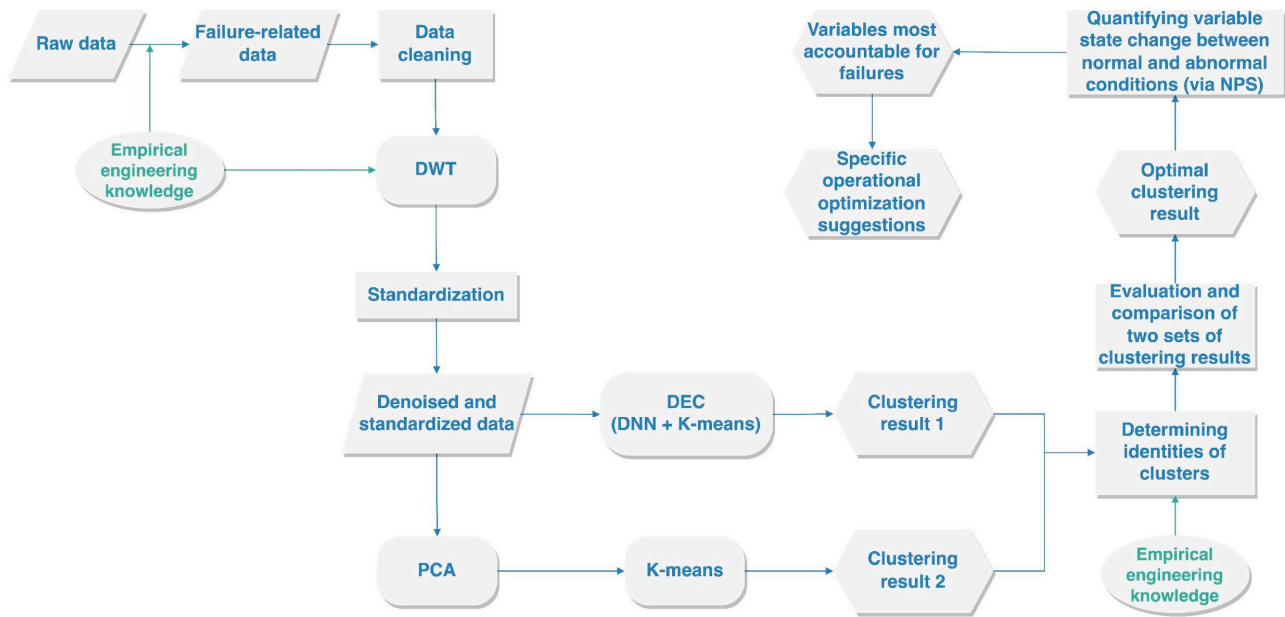 Raw data
Failure-related
data
Data
cleaning
Empirical
engineering
knowledge
DWT
Standardization
Denoised and
standardized data
DEC
(DNN + K-means)
Clustering
result 1
PCA
K-means
Clustering
result 2
Determining
identities of
clusters
Empirical
engineering
knowledge
Evaluation and
comparison of
two sets of
clustering results
Optimal
clustering
result
Quantifying variable
state change between
normal and abnormal
conditions (via NPS)
Variables most
accountable for
failures
Specific
operational
optimization
suggestions